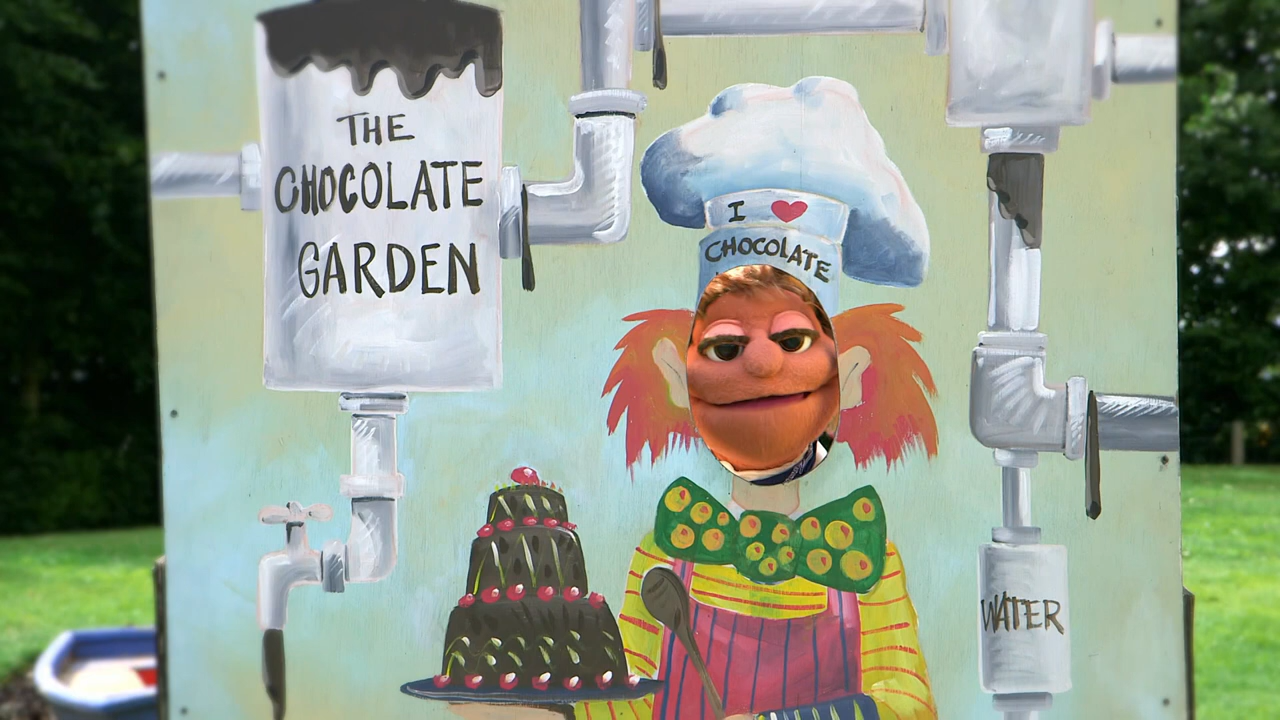 THE
CHOCOLATE
GARDEN
I ❤
CHOCOLATE
WATER